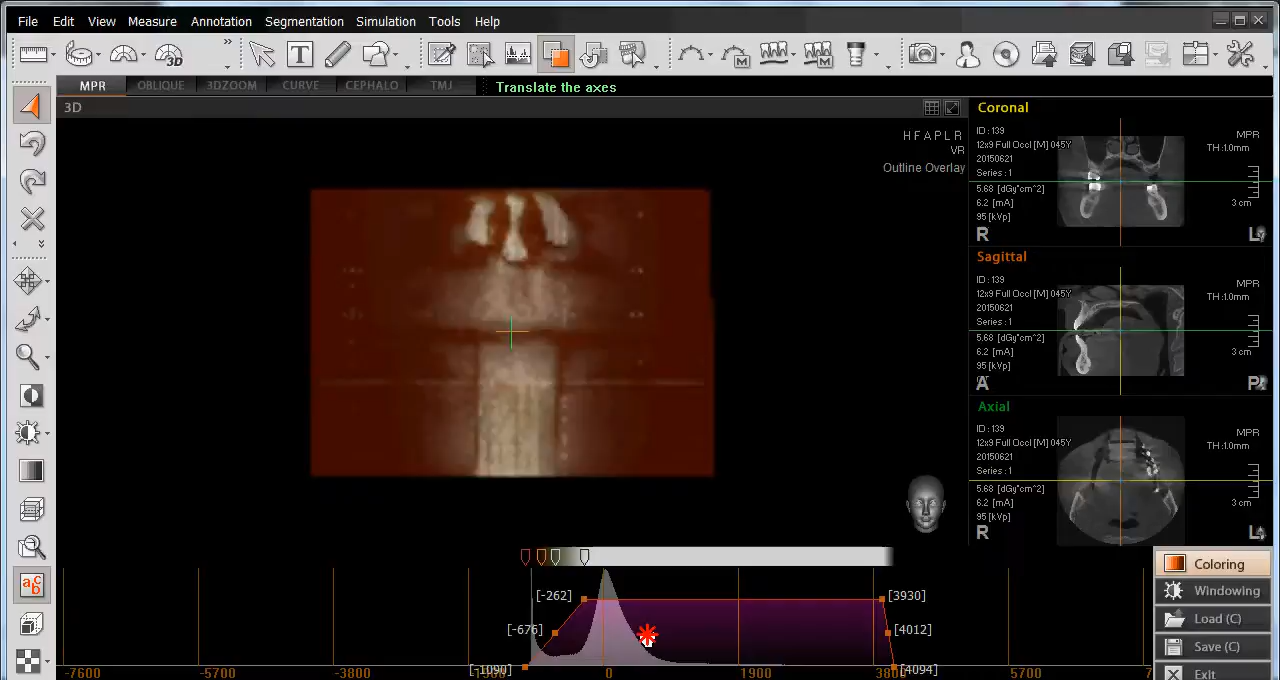 File Edit View Measure Annotation Segmentation Simulation Tools Help
3D
MPR OBLIQUE 3DZOOM CURVE CEPHALO TMJ Translate the axes
3D
H F A P L R
VR
Outline Overlay
Coronal
ID : 139
12x9 Full Occl [M] 045Y
20150621
Series : 1
5.68 [dGy*cm^2]
6.2 [mA]
95 [kVp]
R
MPR
TH:1.0mm
3 cm
L
Sagittal
ID : 139
12x9 Full Occl [M] 045Y
20150621
Series : 1
5.68 [dGy*cm^2]
6.2 [mA]
95 [kVp]
A
MPR
TH:1.0mm
3 cm
P
Axial
ID : 139
12x9 Full Occl [M] 045Y
20150621
Series : 1
5.68 [dGy*cm^2]
6.2 [mA]
95 [kVp]
R
MPR
TH:1.0mm
3 cm
L
abc
[-262] [3930]
[-676] [4012]
[-1090] [4094]
-7600 -5700 -3800 0 1900 3800 5700
Coloring
Windowing
Load (C)
Save (C)
Exit